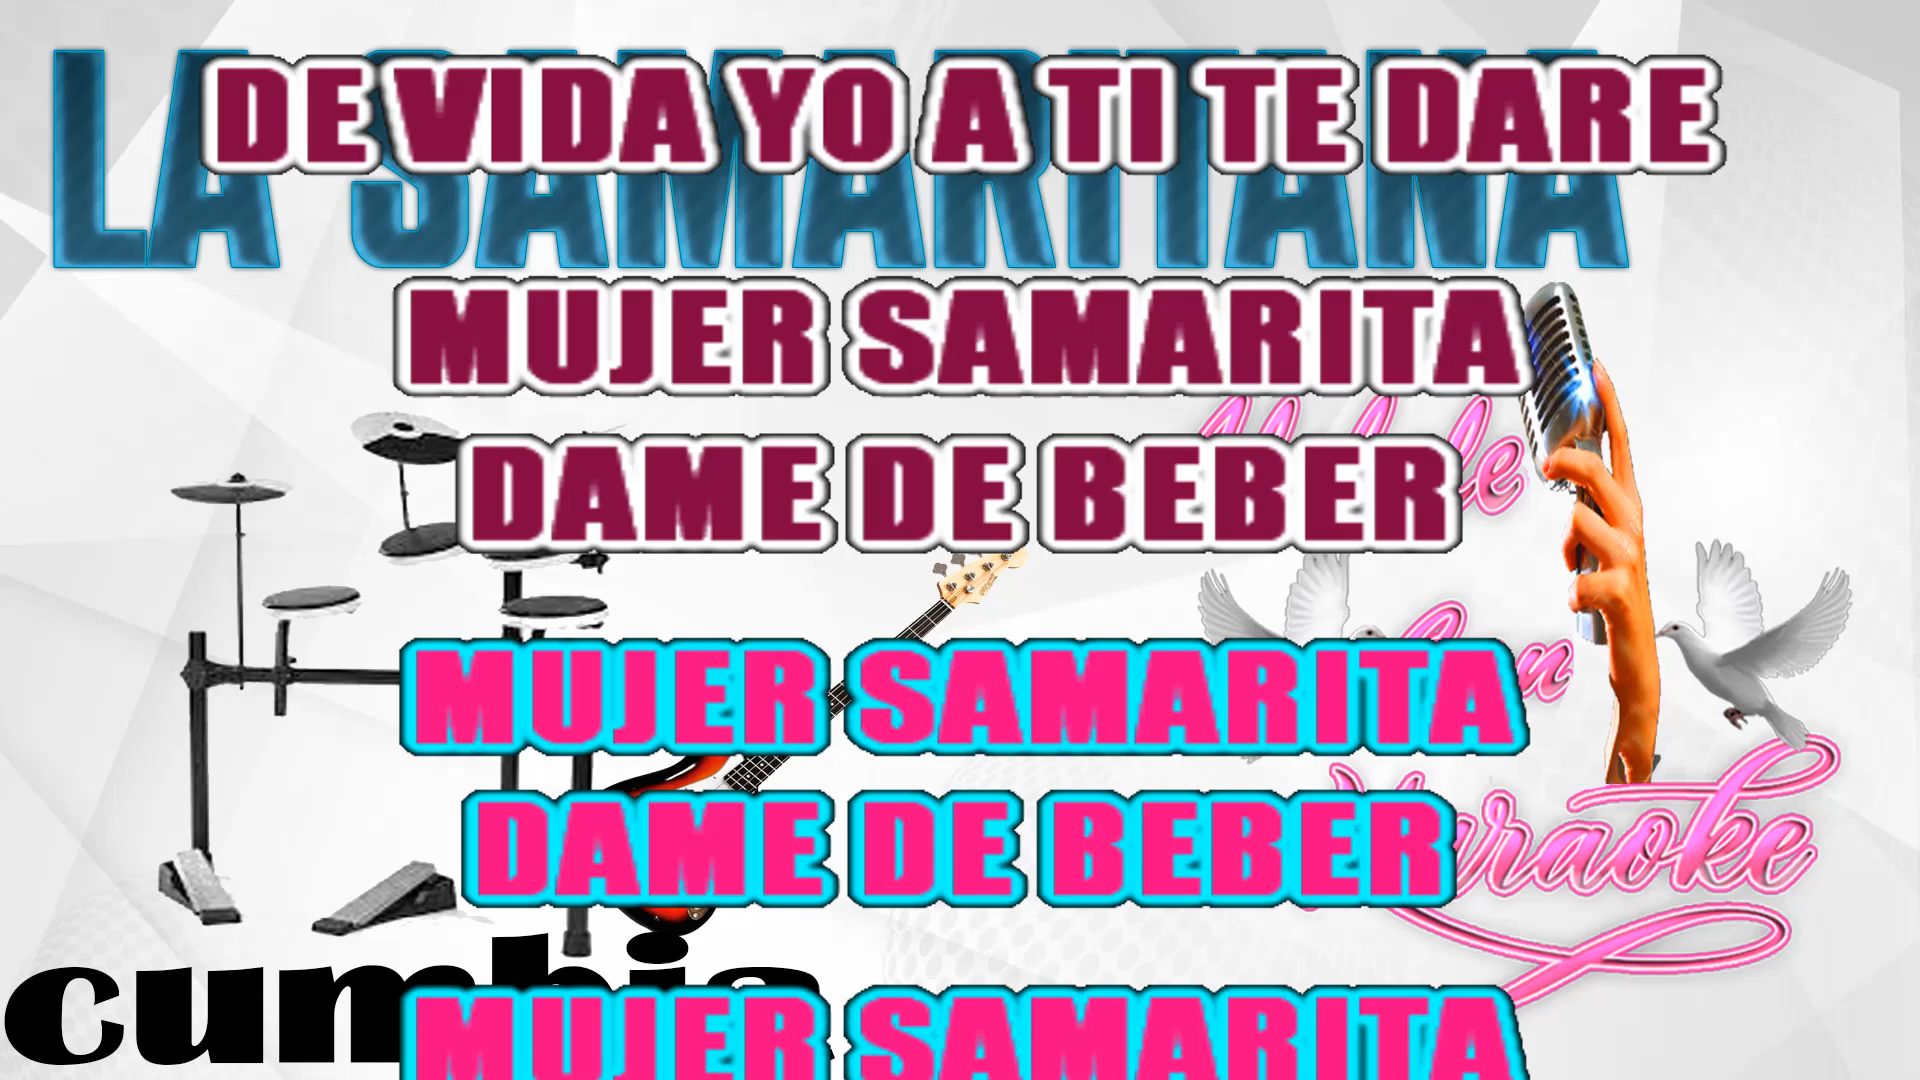 LA SAMARITANA
DE VIDA YO A TI TE DARE
MUJER SAMARITA
DAME DE BEBER
MUJER SAMARITA
DAME DE BEBER
Karaoke
cumbia
MUJER SAMARITA